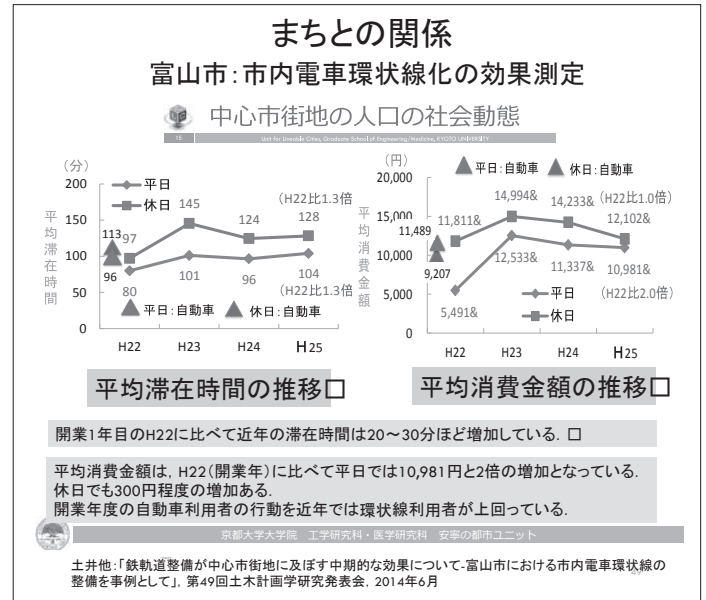 まちとの関係
富山市：市内電車環状線化の効果測定
中心市街地の人口の社会動態
18 Unit for Liveable Cities, Graduate School of Engineering/Medicine, KYOTO UNIVERSITY
（分）
200
150
100
50
0
平均滞在時間
平日
休日
145
（H22比1.3倍
124
128
113
97
96
80
101
96
104
（H22比1.3倍
平日：自動車 休日：自動車
H22 H23 H24 H25
平均滞在時間の推移□
（円）
平日：自動車 休日：自動車
20,000
15,000
10,000
5,000
0
平均消費金額
14,994& 14,233& （H22比1.0倍）
11,811& 12,102&
11,489
9,207
12,533& 11,337& 10,981&
5,491&
平日
休日
（H22比2.0倍）
H22 H23 H24 H25
平均消費金額の推移□
開業1年目のH22に比べて近年の滞在時間は20～30分ほど増加している．□
平均消費金額は，H22（開業年）に比べて平日では10,981円と2倍の増加となっている．
休日でも300円程度の増加ある．
開業年度の自動車利用者の行動を近年では環状線利用者が上回っている．
京都大学大学院 工学研究科・医学研究科 安寧の都市ユニット
土井他：「鉄軌道整備が中心市街地に及ぼす中期的な効果について-富山市における市内電車環状線の
整備を事例として」，第49回土木計画学研究発表会，2014年6月